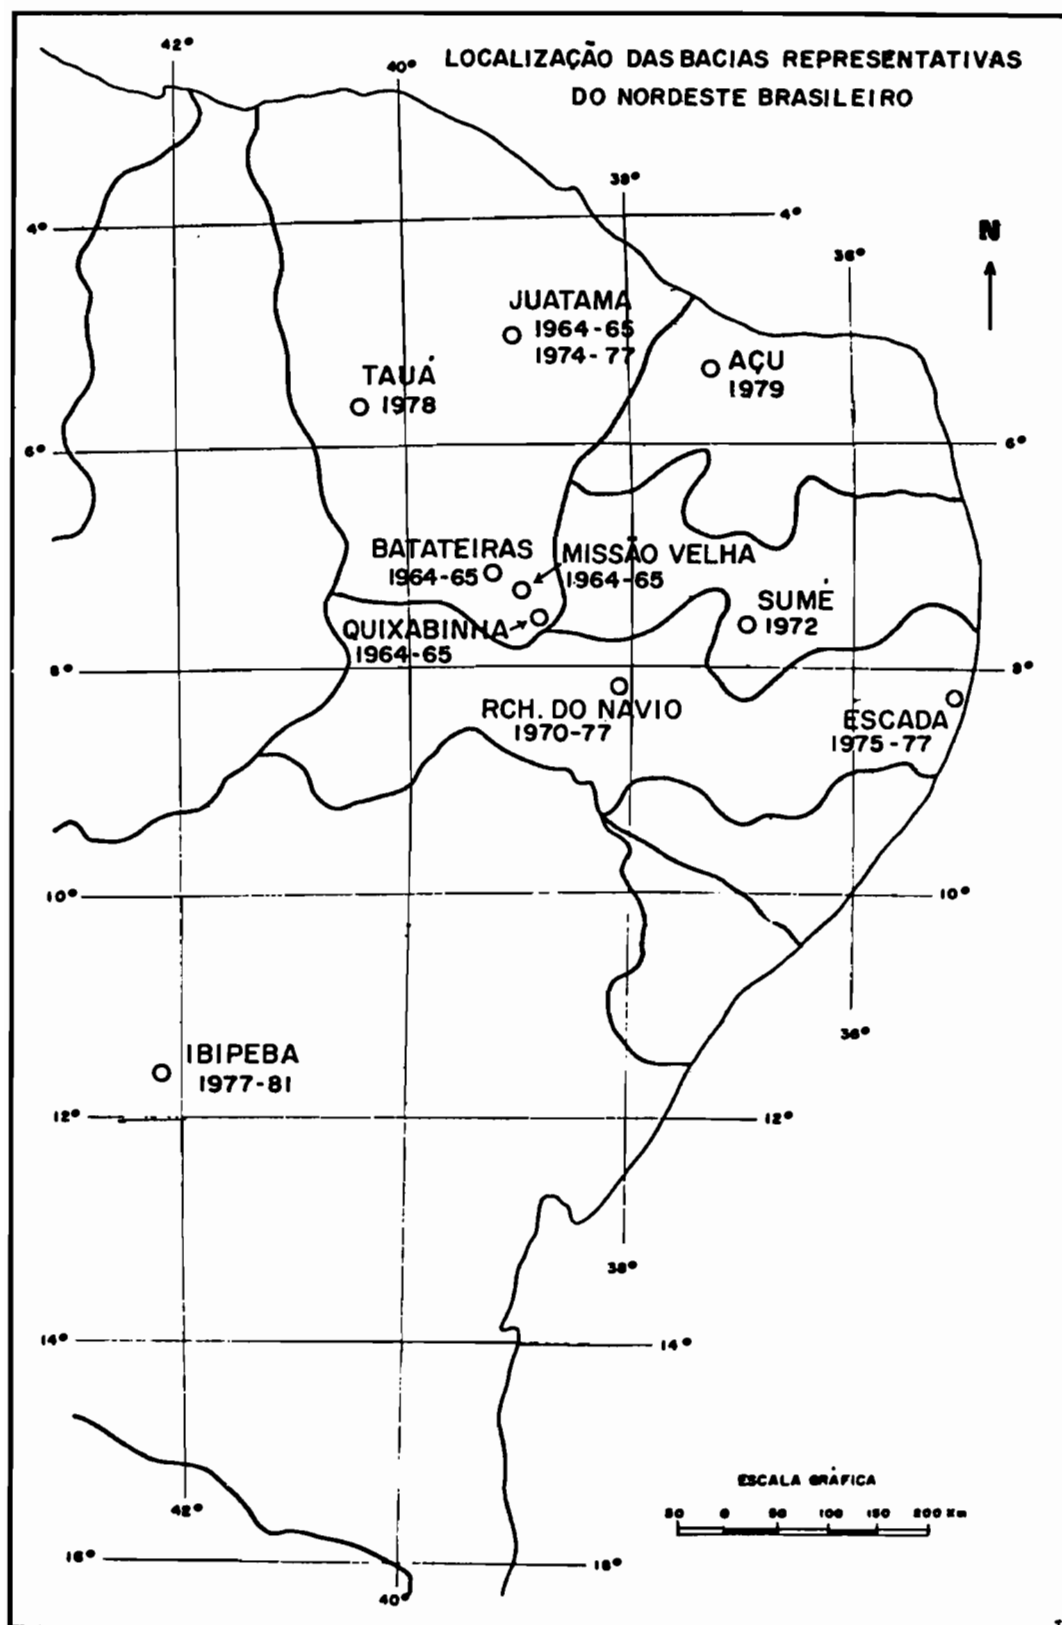 LOCALIZAÇÃO DAS BACIAS REPRESENTATIVAS
DO NORDESTE BRASILEIRO
42°
40°
38°
4°
4°
N
36°
JUATAMA
1964-65
1974-77
AÇU
1979
TAUÁ
1978
6°
6°
BATATEIRAS
1964-65
MISSÃO VELHA
1964-65
SUMÉ
1972
QUIXABINHA
1964-65
8°
8°
RCH. DO NAVIO
1970-77
ESCADA
1975-77
10°
10°
36°
IBIPEBA
1977-81
12°
12°
38°
14°
14°
ESCALA GRÁFICA
50 0 50 100 150 200 Km
42°
16°
16°
40°